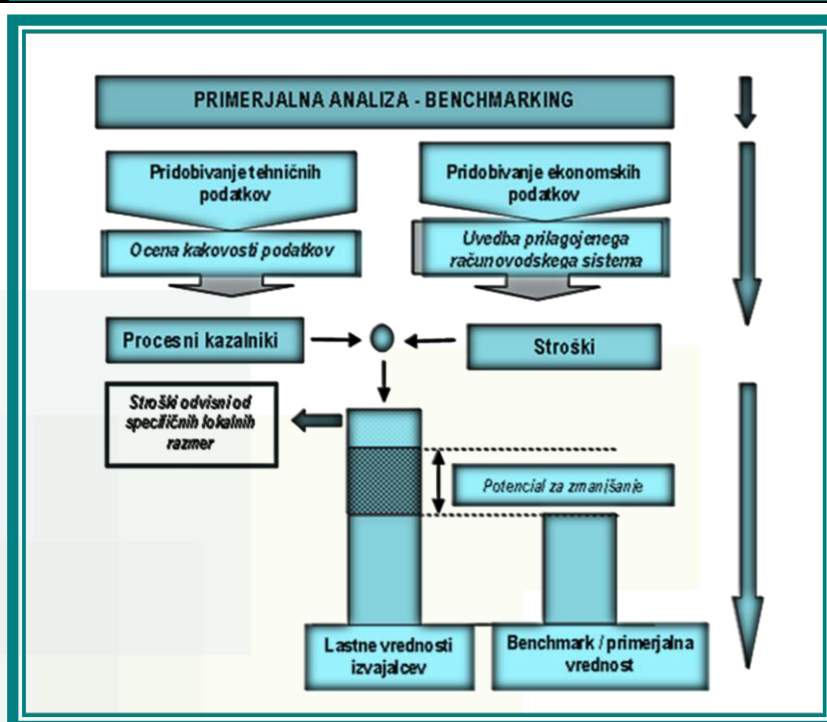 PRIMERJALNA ANALIZA - BENCHMARKING
Pridobivanje tehničnih
podatkov
Pridobivanje ekonomskih
podatkov
Ocena kakovosti podatkov
Uvedba prilagojenega
računovodskega sistema
Procesni kazalniki
Stroški
Stroški odvisni od
specifičnih lokalnih
razmer
Potencial za zmanjšanje
Lastne vrednosti
izvajalcev
Benchmark / primerjalna
vrednost